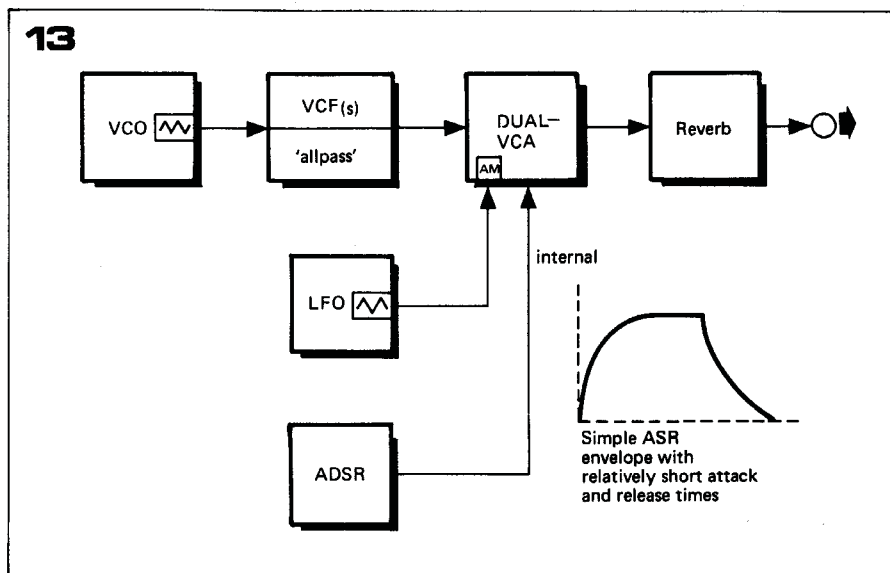 13
VCO
VCF(s)
'allpass'
DUAL-
VCA
AM
Reverb
internal
LFO
ADSR
Simple ASR
envelope with
relatively short attack
and release times